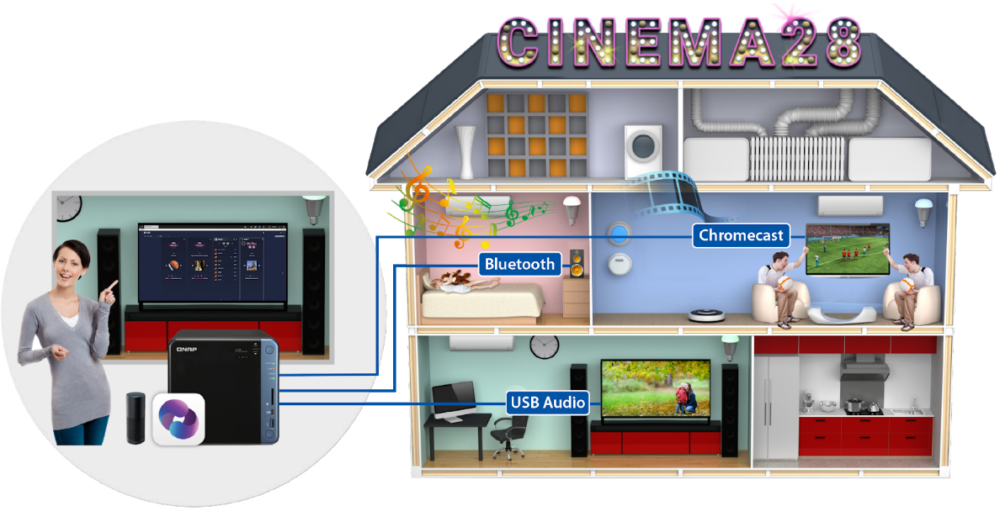 CINEMA28
Chromecast
Bluetooth
QNAP
USB Audio